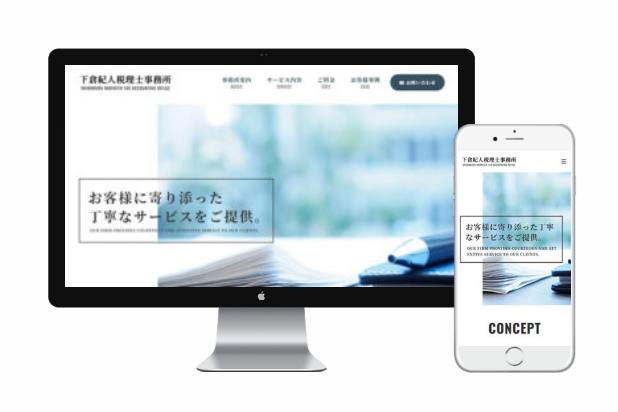 下倉紀人税理士事務所
事務所案内
サービス内容
ご料金
お客様事例
お問い合わせ
お客様に寄り添った
丁寧なサービスをご提供。
OUR FIRM PROVIDES COURTEOUS AND ATTENTIVE SERVICE TO OUR CLIENTS.
下倉紀人税理士事務所
お客様に寄り添った丁寧
なサービスをご提供。
OUR FIRM PROVIDES COURTEOUS AND ATT
ENTIVE SERVICE TO OUR CLIENTS.
CONCEPT